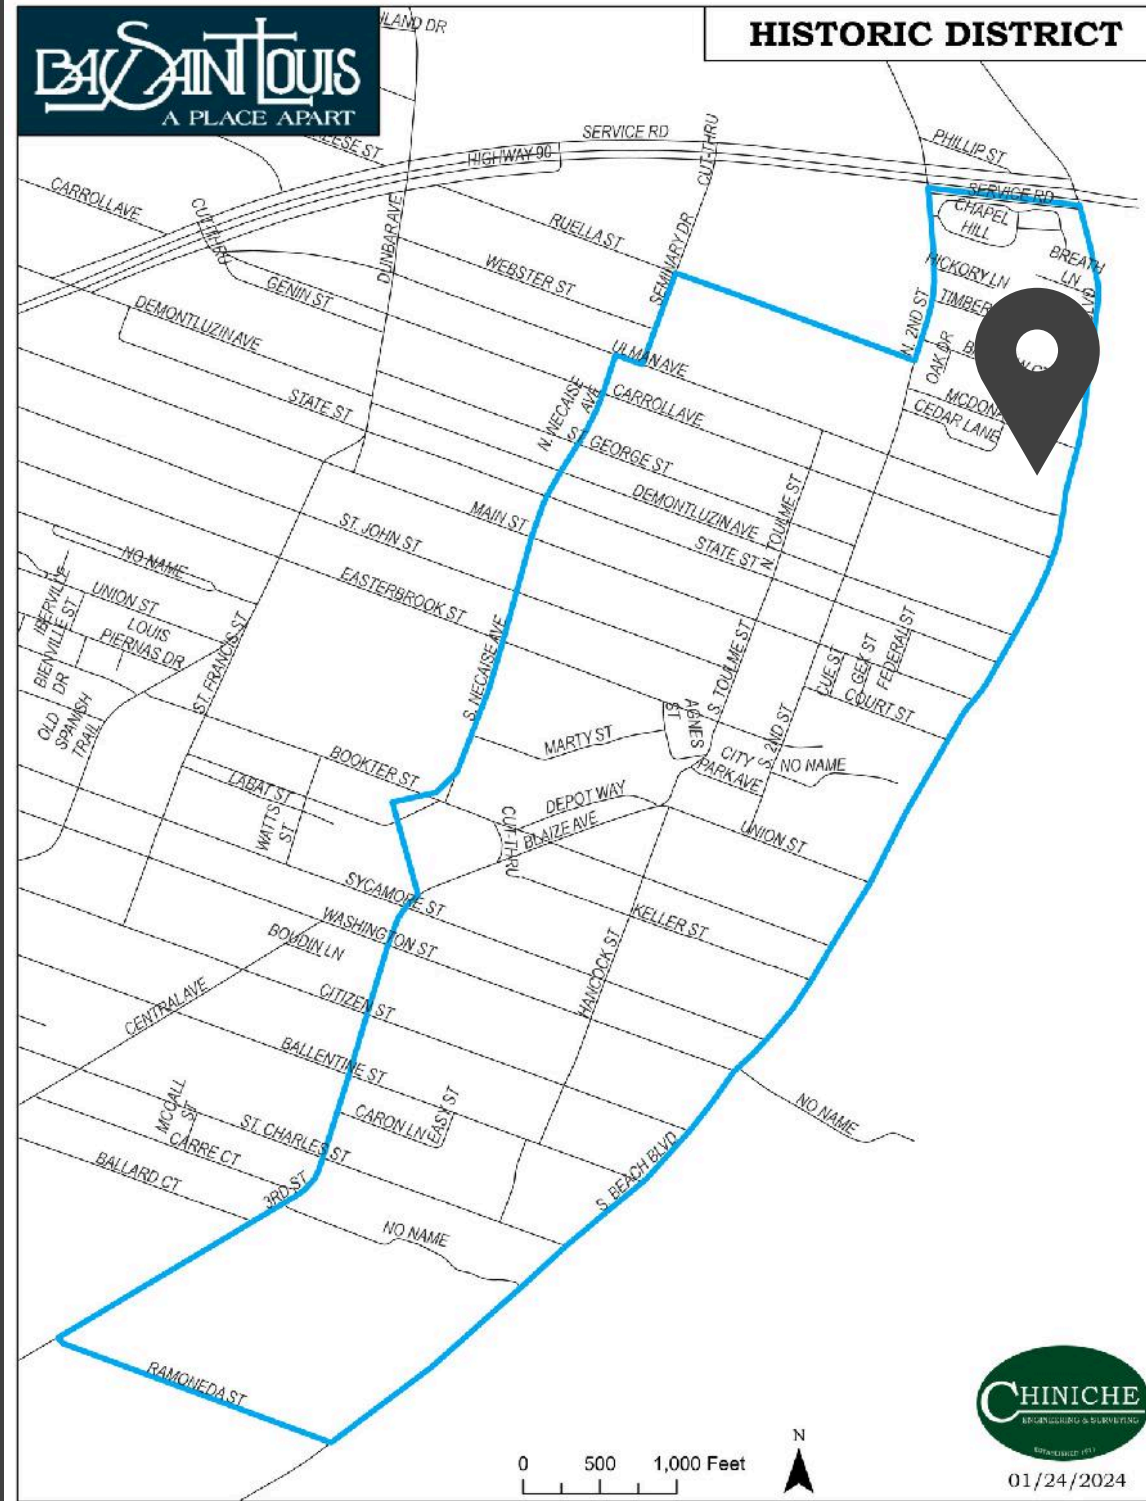 BAY SAINT LOUIS
A PLACE APART
HISTORIC DISTRICT
LAND DR
SERVICE RD
PHILLIP ST
HIGHWAY 90
CUT-THRU
SERVICE RD
CARROLL AVE
CUT THRU
DUNBAR AVE
RUELLA ST
SEMINARY DR
CHAPEL
HILL
BREATH
LN
WEBSTER ST
HICKORY LN
GENIN ST
TIMBER
DEMONTLUZIN AVE
N. 2ND ST
OAK DR
ULMAN AVE
STATE ST
N. NECAISE
AVE
CARROLL AVE
CEDAR LANE
ST. GEORGE ST
MAIN ST
DEMONTLUZIN AVE
N. TOULME ST
ST. JOHN ST
STATE ST
NO NAME
EASTERBROOK ST
IBERVILLE
UNION ST
BIENVILLE ST.
DR
LOUIS
PIERNAS DR
ST. FRANCIS ST
S. NECAISE AVE
S. TOULME ST
CUE ST
GEX ST
FEDERAL ST
COURT ST
OLD
SPANISH
TRAIL
AGNES
ST
MARTY ST
S. 2ND ST
CITY
PARK AVE
NO NAME
BOOKTER ST
LABAT ST
WATTS
ST
DEPOT WAY
BLAIZE AVE
CUT-THRU
UNION ST
SYCAMORE ST
KELLER ST
WASHINGTON ST
BOUDIN LN
HANCOCK ST
CENTRAL AVE
CITIZEN ST
BALLENTINE ST
NO NAME
MCCALL
ST
CARON LN
EASY ST
ST. CHARLES ST
CARRE CT
BALLARD CT
3RD ST
S. BEACH BLVD
NO NAME
RAMONEDA ST
0 500 1,000 Feet
N
CHINICHE
ENGINEERING & SURVEYING
01/24/2024